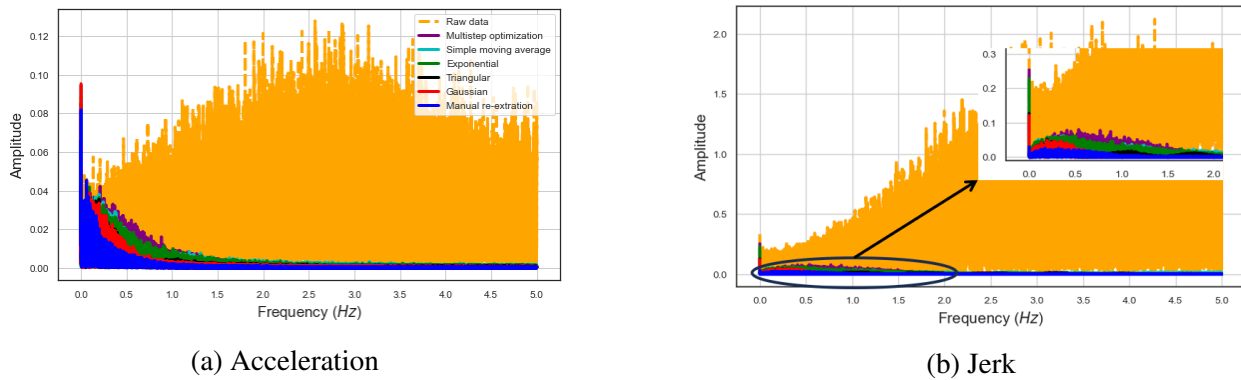 Raw data
Multistep optimization
Simple moving average
Exponential
Triangular
Gaussian
Manual re-extration
Amplitude
0.12
0.10
0.08
0.06
0.04
0.02
0.00
0.0 0.5 1.0 1.5 2.0 2.5 3.0 3.5 4.0 4.5 5.0
Frequency (Hz)
(a) Acceleration
Amplitude
2.0
1.5
1.0
0.5
0.0
0.0 0.5 1.0 1.5 2.0 2.5 3.0 3.5 4.0 4.5 5.0
Frequency (Hz)
0.3
0.2
0.1
0.0
0.0 0.5 1.0 1.5 2.0
(b) Jerk